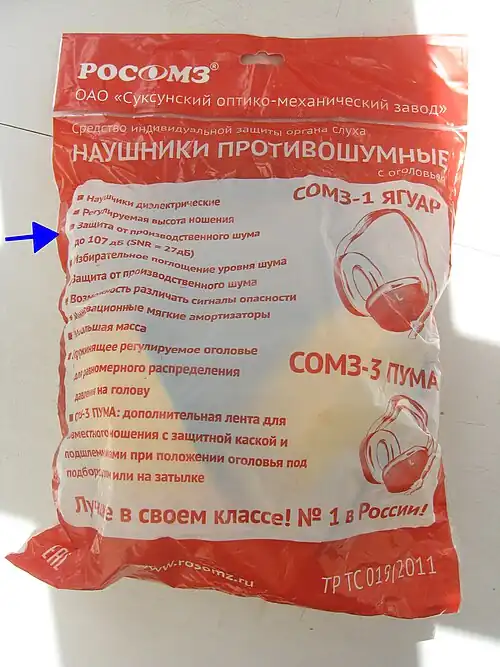 РОСОМЗ®
ОАО «Суксунский оптико-механический завод»
Средство индивидуальной защиты органа слуха
НАУШНИКИ ПРОТИВОШУМНЫЕ
с оголовьем
СОМЗ-1 ЯГУАР
■ Наушники диэлектрические
■ Регулируемая высота ношения
■ Защита от производственного шума
до 107 дБ (SNR = 27дБ)
■ Избирательное поглощение уровня шума
Защита от производственного шума
■ Возможность различать сигналы опасности
мягкие амортизаторы
масса
регулируемое оголовье
для равномерного распределения
на голову
СОМЗ-3 ПУМА
ПУМА: дополнительная лента для
с защитной каской и
подшлемниками при положении оголовья под
или на затылке
Лучше в своем классе! № 1 в России!
EAC
www.rosomz.ru
ТР ТС 019/2011